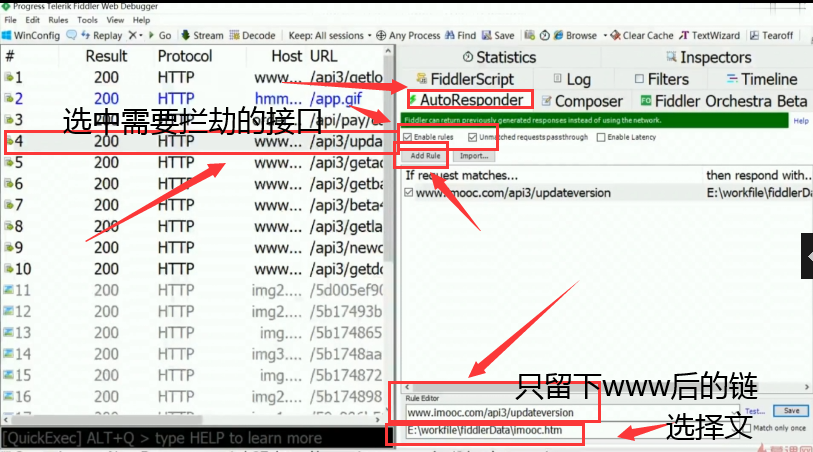 Progress Telerik Fiddler Web Debugger
File Edit Rules Tools View Help
WinConfig Replay Go Stream Decode Keep: All sessions Any Process Find Save Browse Clear Cache TextWizard Tearoff
# Result Protocol Host URL
1 200 HTTP www... /api3/getlo
2 200 HTTP hmm... /app.gif
3 HTTP /api/pay/
选中需要拦劫的接口
4 200 HTTP www... /api3/upda
5 200 HTTP www... /api3/getad
6 200 HTTP www... /api3/getba
7 200 HTTP www... /api3/beta4
8 200 HTTP www... /api3/getla
9 200 HTTP www... /api3/newc
10 200 HTTP www... /api3/getdo
11 200 HTTP img2.... /5d005ef90
12 200 HTTP img2.... /5b17493b
13 200 HTTP img.... /5b174865
14 200 HTTP img3.... /5b1748aa
15 200 HTTP img.... /5b174872
16 200 HTTP img2.... /5b174898
[QuickExec] ALT+Q > type HELP to learn more
Statistics Inspectors
FiddlerScript Log Filters Timeline
AutoResponder Composer FO Fiddler Orchestra Beta
Fiddler can return previously generated responses instead of using the network. Help
Enable rules Unmatched requests passthrough Enable Latency
Add Rule Import...
If request matches... then respond with...
www.imooc.com/api3/updateversion E:\workfile\fiddlerDa
只留下www后的链
Rule Editor
www.imooc.com/api3/updateversion Test... Save
E:\workfile\fiddlerData\imooc.htm Match only once
选择文